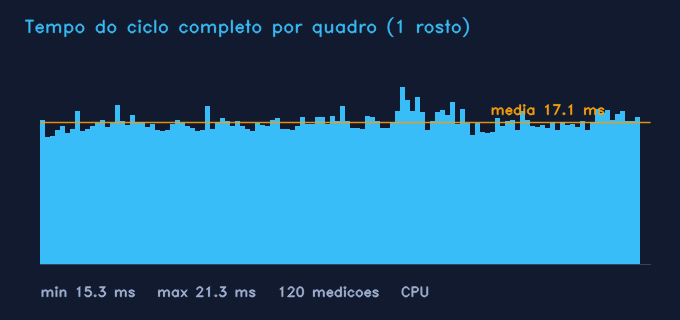 Tempo do ciclo completo por quadro (1 rosto)
media 17.1 ms
min 15.3 ms max 21.3 ms 120 medicoes CPU